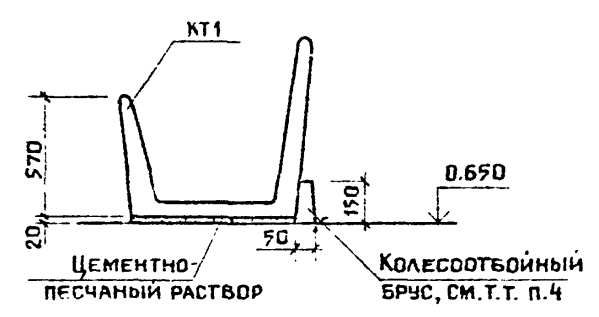 КТ1
570
20
0.650
150
50
ЦЕМЕНТНО-
ПЕСЧАНЫЙ РАСТВОР
КОЛЕСООТБОЙНЫЙ
БРУС, СМ.Т.Т. П.4